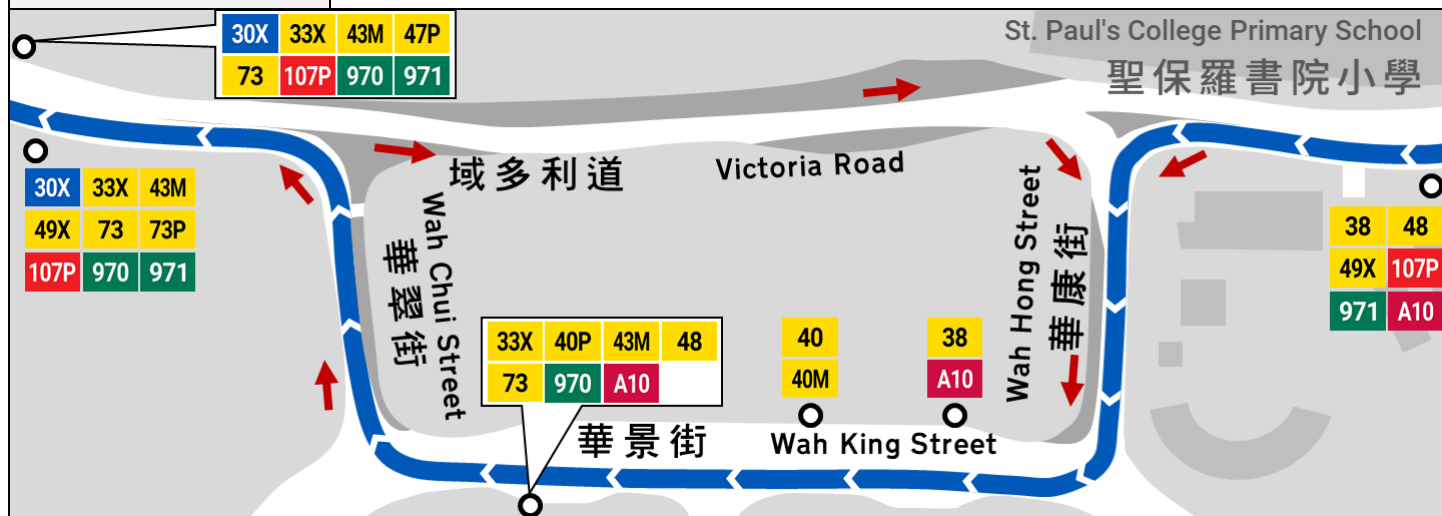 30X 33X 43M 47P
73 107P 970 971
St. Paul's College Primary School
聖保羅書院小學
域多利道 Victoria Road
30X 33X 43M
49X 73 73P
107P 970 971
Wah Chui Street
華翠街
Wah Hong Street
華康街
38 48
49X 107P
971 A10
33X 40P 43M 48
73 970 A10
40
40M
38
A10
華景街 Wah King Street